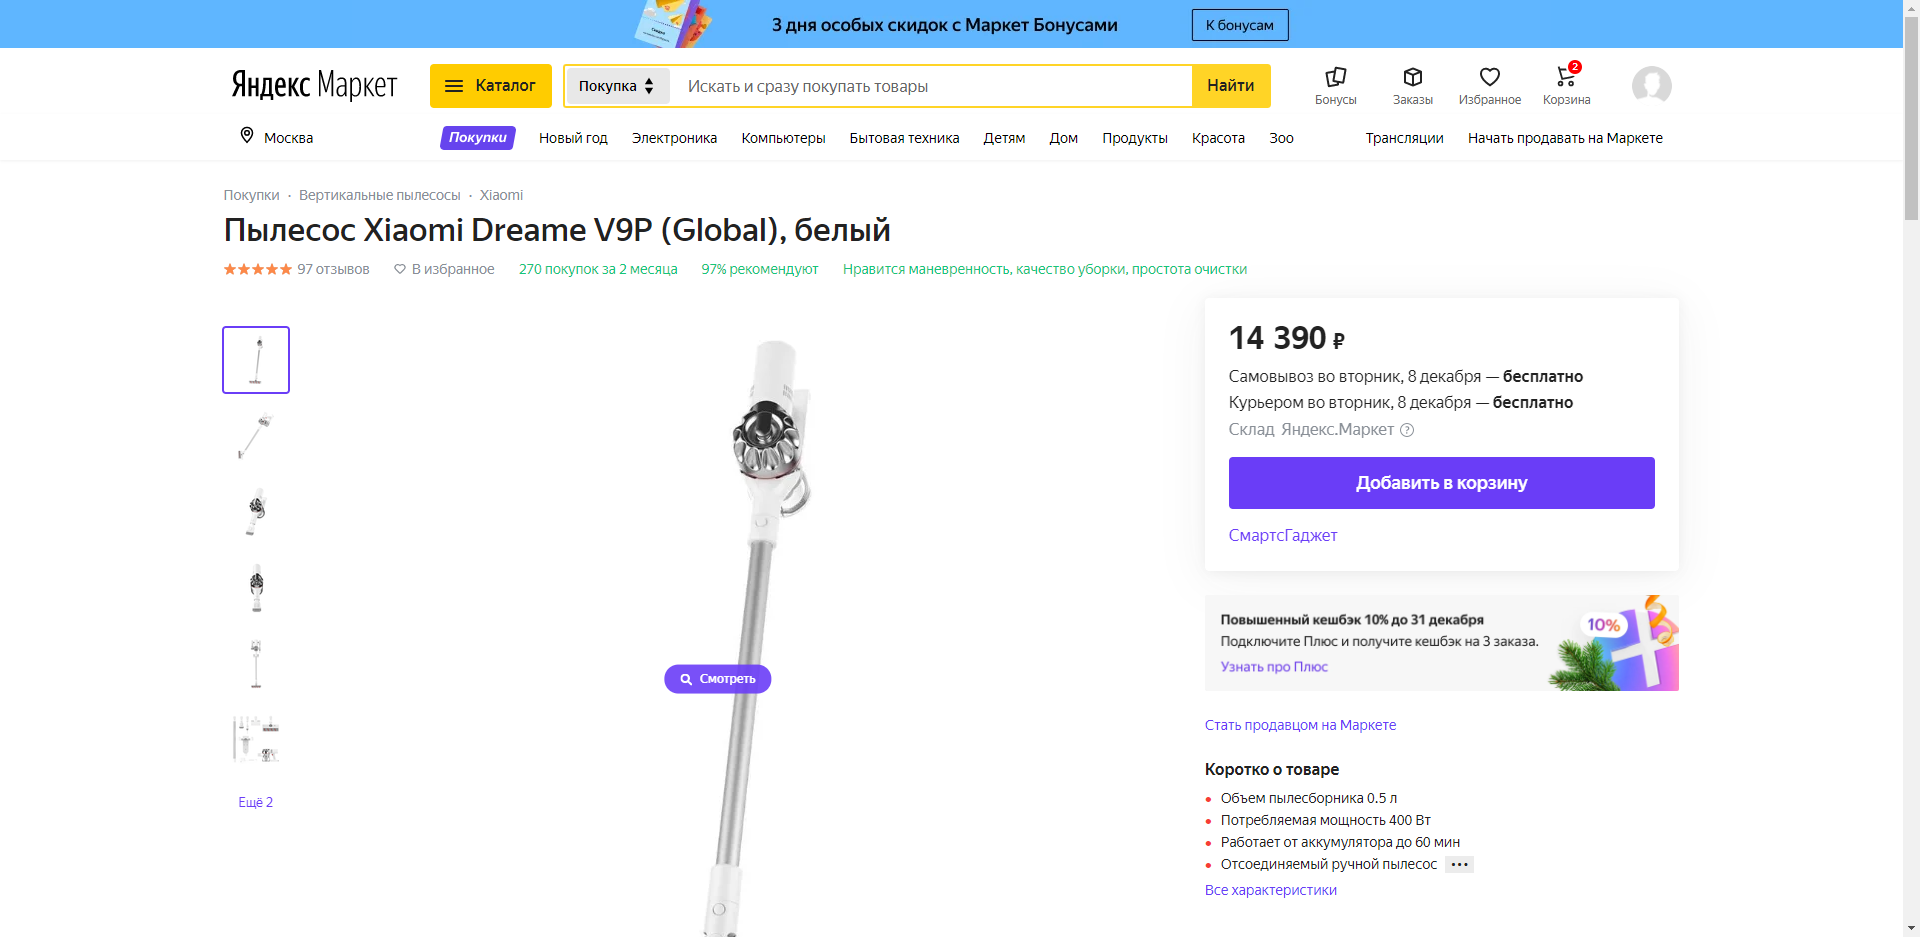 3 дня особых скидок с Маркет Бонусами
К бонусам
Яндекс Маркет
Каталог
Покупка
Искать и сразу покупать товары
Найти
Бонусы
Заказы
Избранное
2
Корзина
Москва
Покупки
Новый год
Электроника
Компьютеры
Бытовая техника
Детям
Дом
Продукты
Красота
Зоо
Трансляции
Начать продавать на Маркете
Покупки · Вертикальные пылесосы · Xiaomi
Пылесос Xiaomi Dreame V9P (Global), белый
97 отзывов
В избранное
270 покупок за 2 месяца
97% рекомендуют
Нравится маневренность, качество уборки, простота очистки
Смотреть
Ещё 2
14 390 ₽
Самовывоз во вторник, 8 декабря — бесплатно
Курьером во вторник, 8 декабря — бесплатно
Склад Яндекс.Маркет ?
Добавить в корзину
СмартсГаджет
Повышенный кешбэк 10% до 31 декабря
Подключите Плюс и получите кешбэк на 3 заказа.
Узнать про Плюс
10%
Стать продавцом на Маркете
Коротко о товаре
Объем пылесборника 0.5 л
Потребляемая мощность 400 Вт
Работает от аккумулятора до 60 мин
Отсоединяемый ручной пылесос •••
Все характеристики